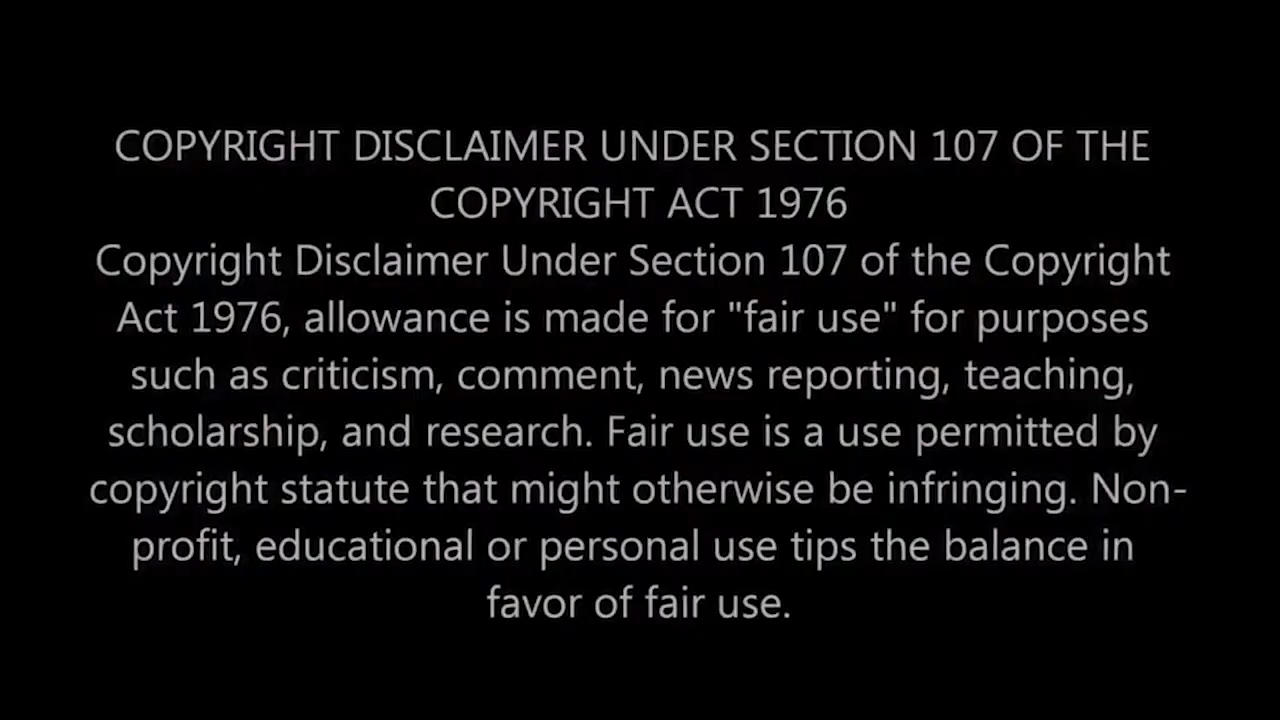 COPYRIGHT DISCLAIMER UNDER SECTION 107 OF THE
COPYRIGHT ACT 1976
Copyright Disclaimer Under Section 107 of the Copyright
Act 1976, allowance is made for "fair use" for purposes
such as criticism, comment, news reporting, teaching,
scholarship, and research. Fair use is a use permitted by
copyright statute that might otherwise be infringing. Non-
profit, educational or personal use tips the balance in
favor of fair use.